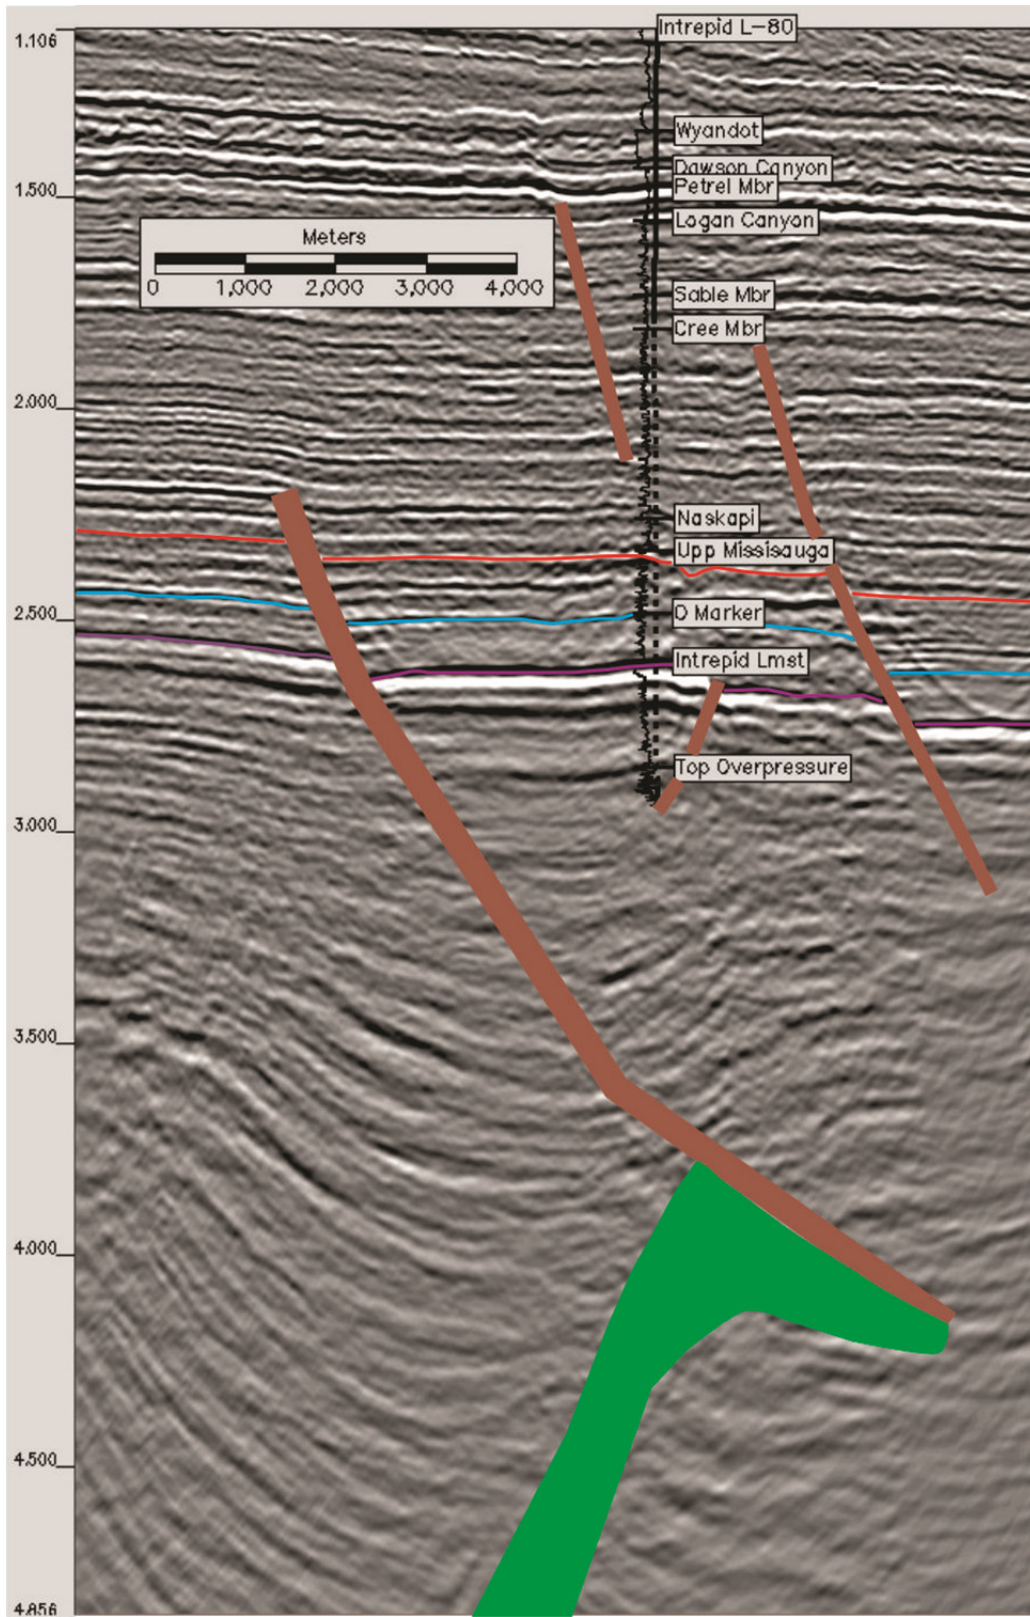 Intrepid L-80
1.106
Wyandot
Dawson Canyon
Petrel Mbr
1.500
Logan Canyon
Meters
0 1,000 2,000 3,000 4,000
Sable Mbr
Cree Mbr
2.000
Naskapi
Upp Missisauga
2.500
O Marker
Intrepid Lmst
Top Overpressure
3.000
3.500
4.000
4.500
4.856